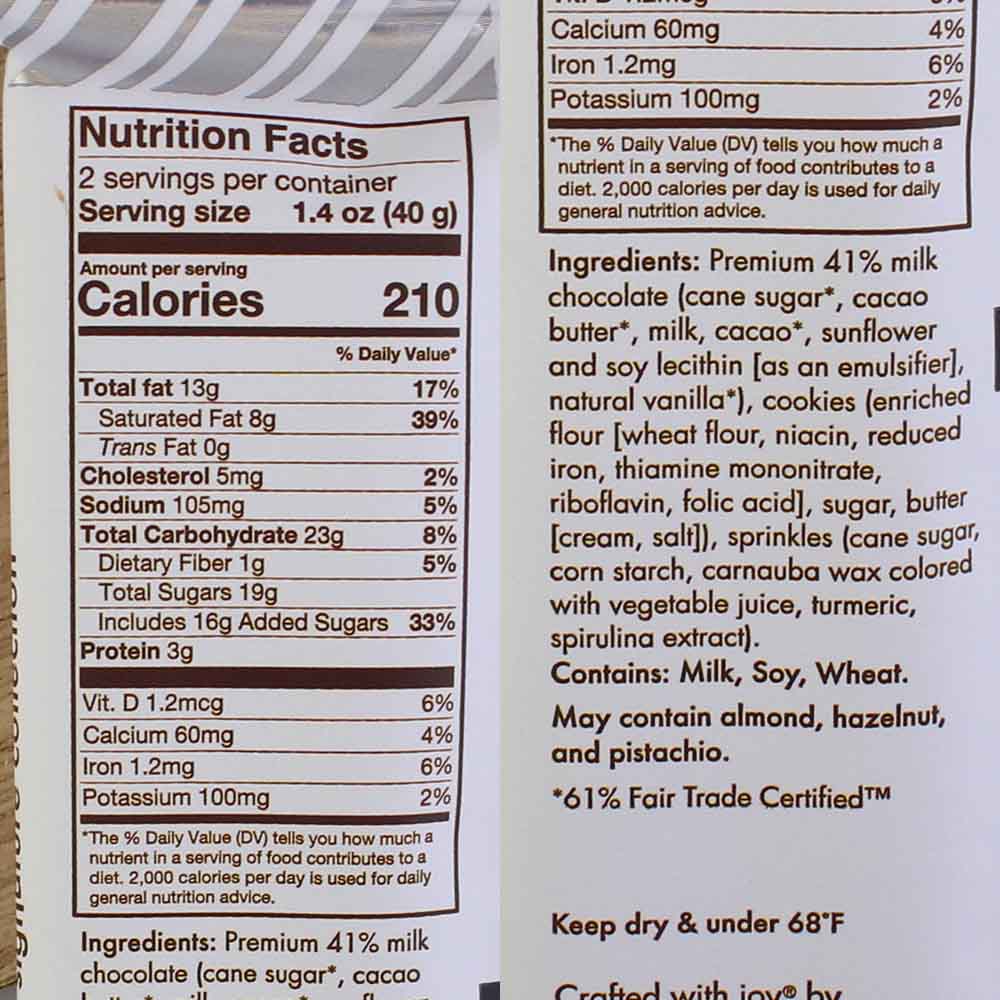 Nutrition Facts
2 servings per container
Serving size 1.4 oz (40 g)
Amount per serving
Calories 210
% Daily Value*
Total fat 13g 17%
Saturated Fat 8g 39%
Trans Fat 0g
Cholesterol 5mg 2%
Sodium 105mg 5%
Total Carbohydrate 23g 8%
Dietary Fiber 1g 5%
Total Sugars 19g
Includes 16g Added Sugars 33%
Protein 3g
Vit. D 1.2mcg 6%
Calcium 60mg 4%
Iron 1.2mg 6%
Potassium 100mg 2%
*The % Daily Value (DV) tells you how much a
nutrient in a serving of food contributes to a
diet. 2,000 calories per day is used for daily
general nutrition advice.
Ingredients: Premium 41% milk
chocolate (cane sugar*, cacao
Calcium 60mg 4%
Iron 1.2mg 6%
Potassium 100mg 2%
*The % Daily Value (DV) tells you how much a
nutrient in a serving of food contributes to a
diet. 2,000 calories per day is used for daily
general nutrition advice.
Ingredients: Premium 41% milk
chocolate (cane sugar*, cacao
butter*, milk, cacao*, sunflower
and soy lecithin [as an emulsifier],
natural vanilla*), cookies (enriched
flour [wheat flour, niacin, reduced
iron, thiamine mononitrate,
riboflavin, folic acid], sugar, butter
[cream, salt]), sprinkles (cane sugar,
corn starch, carnauba wax colored
with vegetable juice, turmeric,
spirulina extract).
Contains: Milk, Soy, Wheat.
May contain almond, hazelnut,
and pistachio.
*61% Fair Trade Certified™
Keep dry & under 68°F
Crafted with joy® by